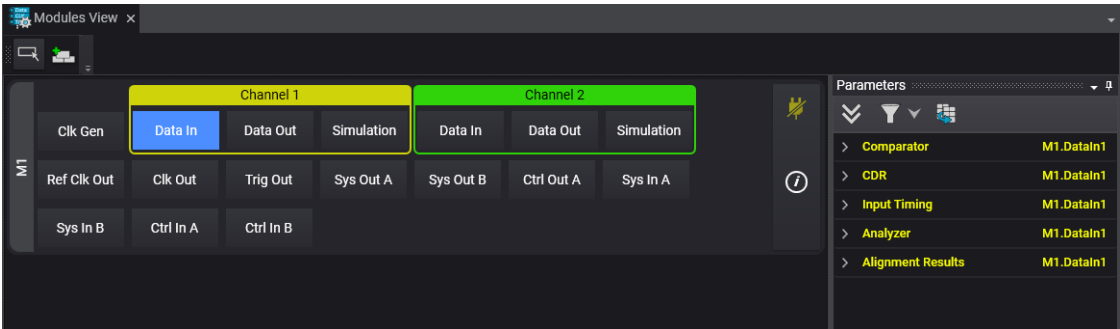 Modules View
Channel 1 Channel 2
Clk Gen Data In Data Out Simulation Data In Data Out Simulation
M1
Ref Clk Out Clk Out Trig Out Sys Out A Sys Out B Ctrl Out A Sys In A
Sys In B Ctrl In A Ctrl In B
Parameters
Comparator M1.DataIn1
CDR M1.DataIn1
Input Timing M1.DataIn1
Analyzer M1.DataIn1
Alignment Results M1.DataIn1